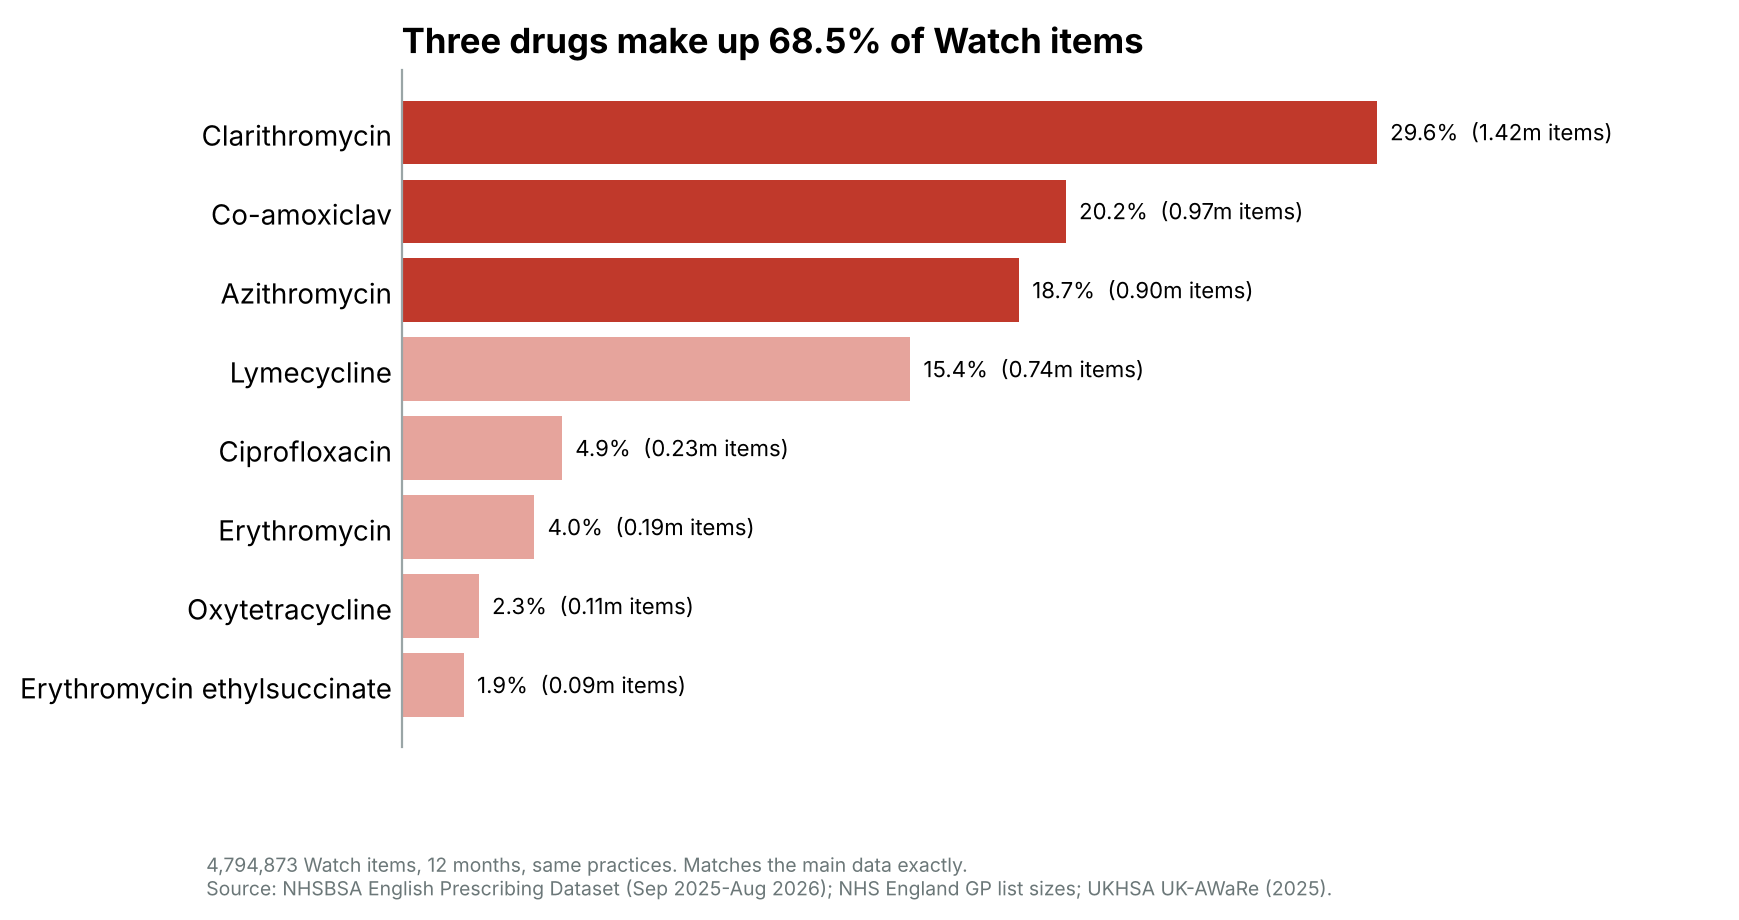 Three drugs make up 68.5% of Watch items
Clarithromycin 29.6% (1.42m items)
Co-amoxiclav 20.2% (0.97m items)
Azithromycin 18.7% (0.90m items)
Lymecycline 15.4% (0.74m items)
Ciprofloxacin 4.9% (0.23m items)
Erythromycin 4.0% (0.19m items)
Oxytetracycline 2.3% (0.11m items)
Erythromycin ethylsuccinate 1.9% (0.09m items)
4,794,873 Watch items, 12 months, same practices. Matches the main data exactly.
Source: NHSBSA English Prescribing Dataset (Sep 2025-Aug 2026); NHS England GP list sizes; UKHSA UK-AWaRe (2025).